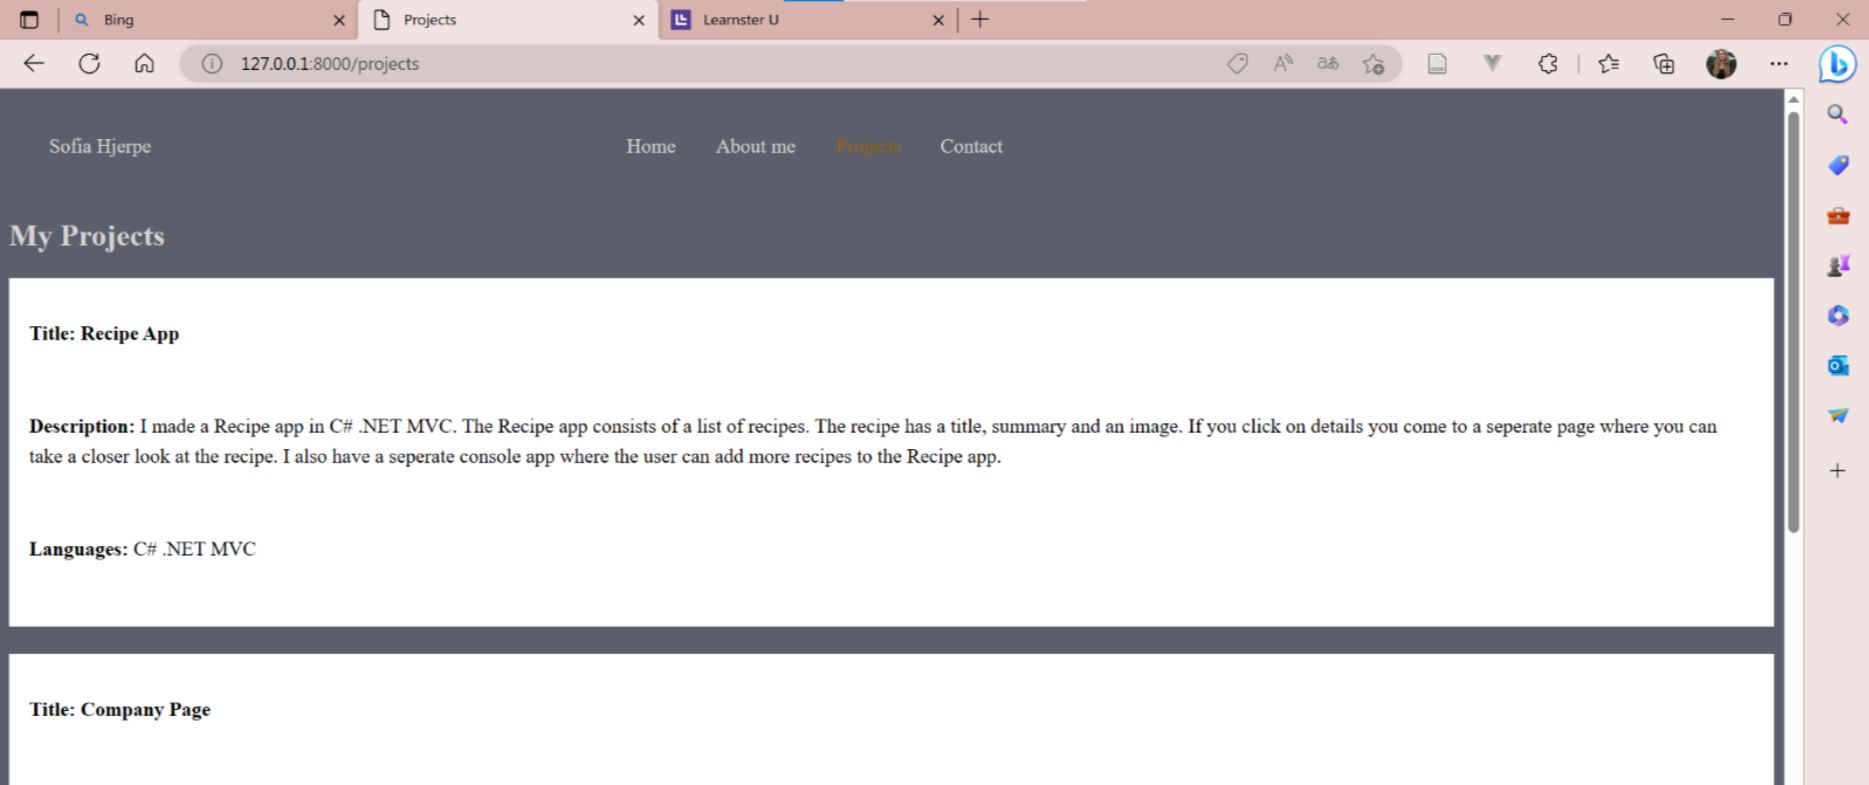 Bing
Projects
Learnster U
127.0.0.1:8000/projects
Sofia Hjerpe
Home About me Projects Contact
My Projects
Title: Recipe App
Description: I made a Recipe app in C# .NET MVC. The Recipe app consists of a list of recipes. The recipe has a title, summary and an image. If you click on details you come to a seperate page where you can
take a closer look at the recipe. I also have a seperate console app where the user can add more recipes to the Recipe app.
Languages: C# .NET MVC
Title: Company Page